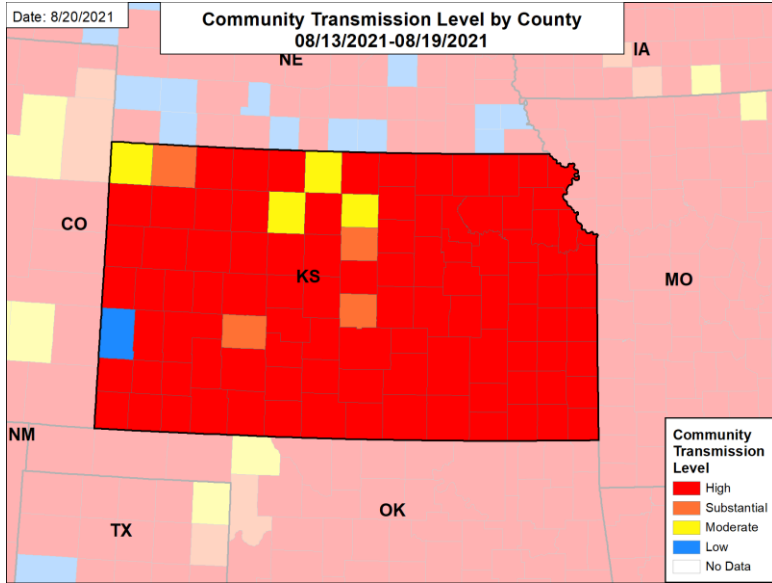 Date: 8/20/2021
Community Transmission Level by County
08/13/2021-08/19/2021
NE
IA
CO
KS
MO
NM
TX
OK
Community
Transmission
Level
High
Substantial
Moderate
Low
No Data